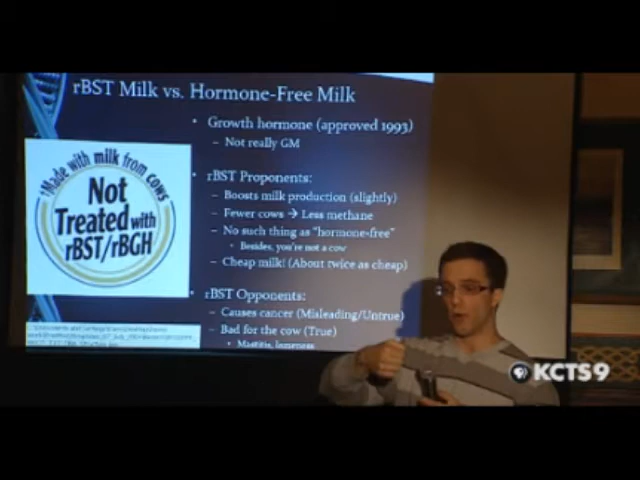 rBST Milk vs. Hormone-Free Milk
• Growth hormone (approved 1993)
– Not really GM
• rBST Proponents:
– Boosts milk production (slightly)
– Fewer cows → Less methane
– No such thing as "hormone-free"
• Besides, you're not a cow
– Cheap milk! (About twice as cheap)
• rBST Opponents:
– Causes cancer (Misleading/Untrue)
– Bad for the cow (True)
• Mastitis, lameness
Made with milk from cows
Not
Treated with
rBST/rBGH
KCTS9